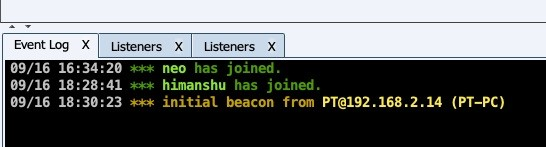 Event Log X Listeners X Listeners X
09/16 16:34:20 *** neo has joined.
09/16 18:28:41 *** himanshu has joined.
09/16 18:30:23 *** initial beacon from PT@192.168.2.14 (PT-PC)